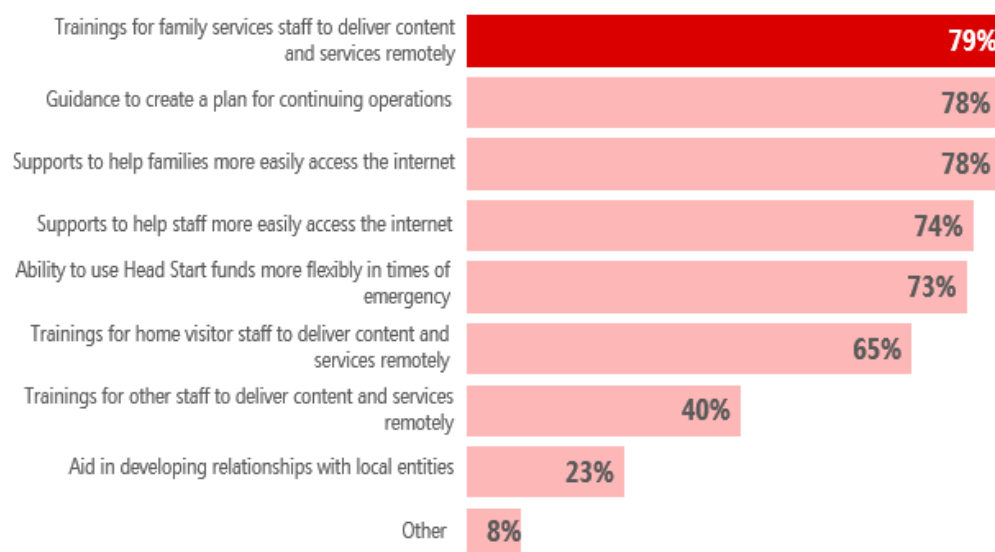 Trainings for family services staff to deliver content
and services remotely
79%
Guidance to create a plan for continuing operations
78%
Supports to help families more easily access the internet
78%
Supports to help staff more easily access the internet
74%
Ability to use Head Start funds more flexibly in times of
emergency
73%
Trainings for home visitor staff to deliver content and
services remotely
65%
Trainings for other staff to deliver content and services
remotely
40%
Aid in developing relationships with local entities
23%
Other
8%